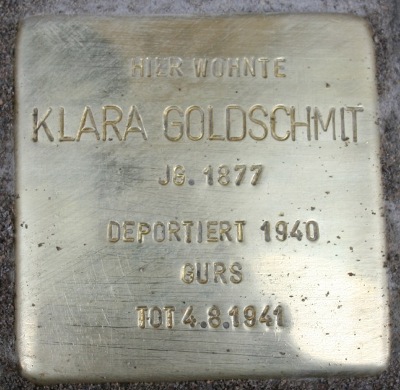 HIER WOHNTE
KLARA GOLDSCHMIT
JG. 1877
DEPORTIERT 1940
GURS
TOT 4.8.1941